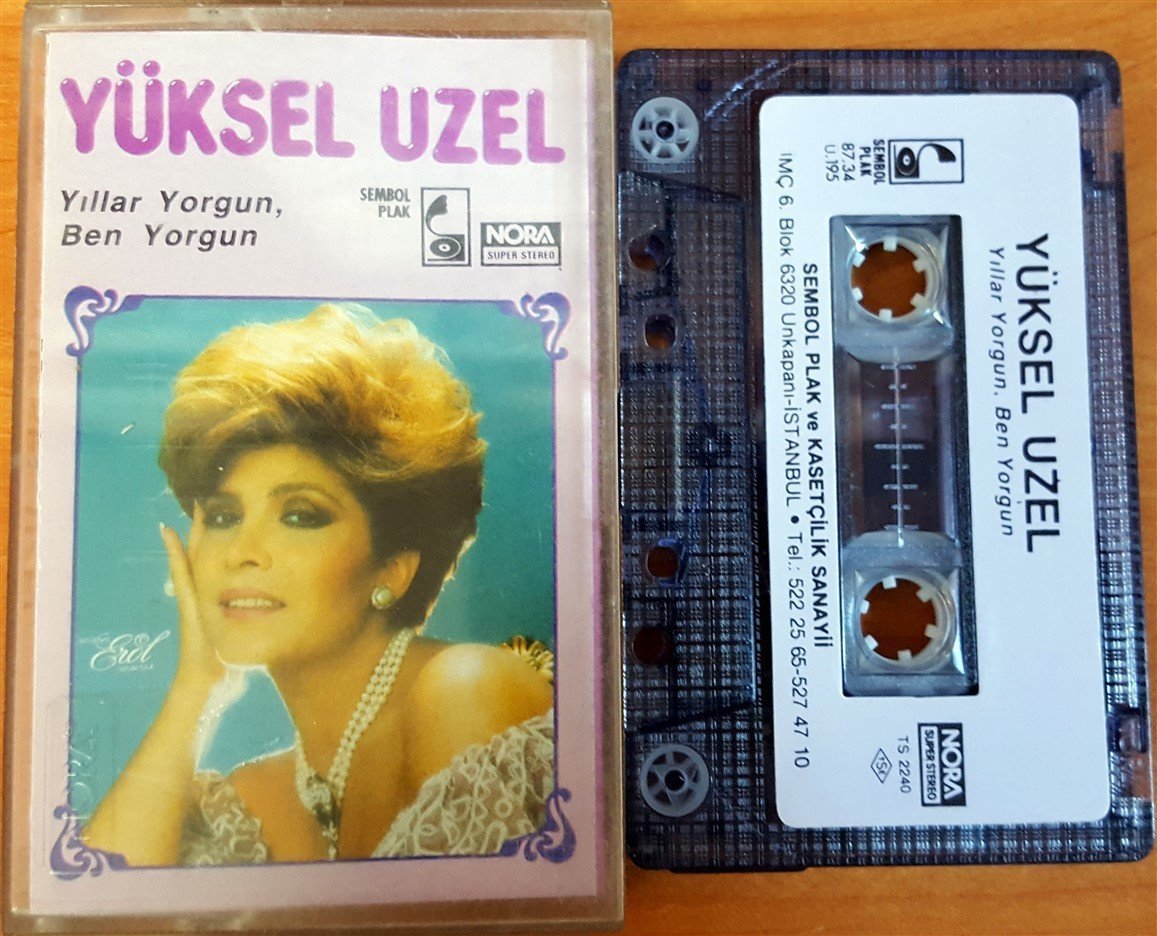 YÜKSEL UZEL
Yıllar Yorgun,
Ben Yorgun
SEMBOL
PLAK
NORA
SUPER STEREO
Erol
SEMBOL
PLAK
87.34
U.195
YÜKSEL UZEL
Yıllar Yorgun, Ben Yorgun
SEMBOL PLAK ve KASETÇİLİK SANAYİİ
İMÇ 6. Blok 6320 Unkapanı-İSTANBUL • Tel.: 522 25 65-527 47 10
NORA
SUPER STEREO
TS 2240
TSE